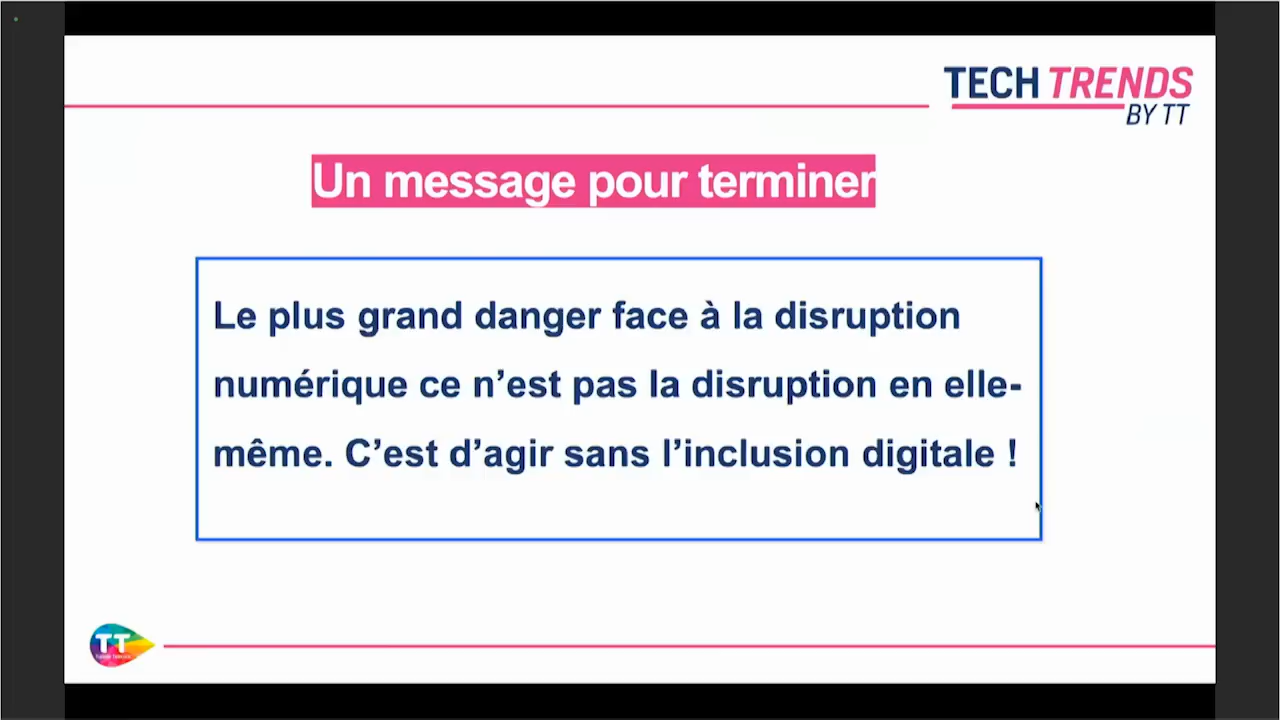 TECH TRENDS
BY TT
Un message pour terminer
Le plus grand danger face à la disruption
numérique ce n’est pas la disruption en elle-
même. C’est d’agir sans l’inclusion digitale !
TT